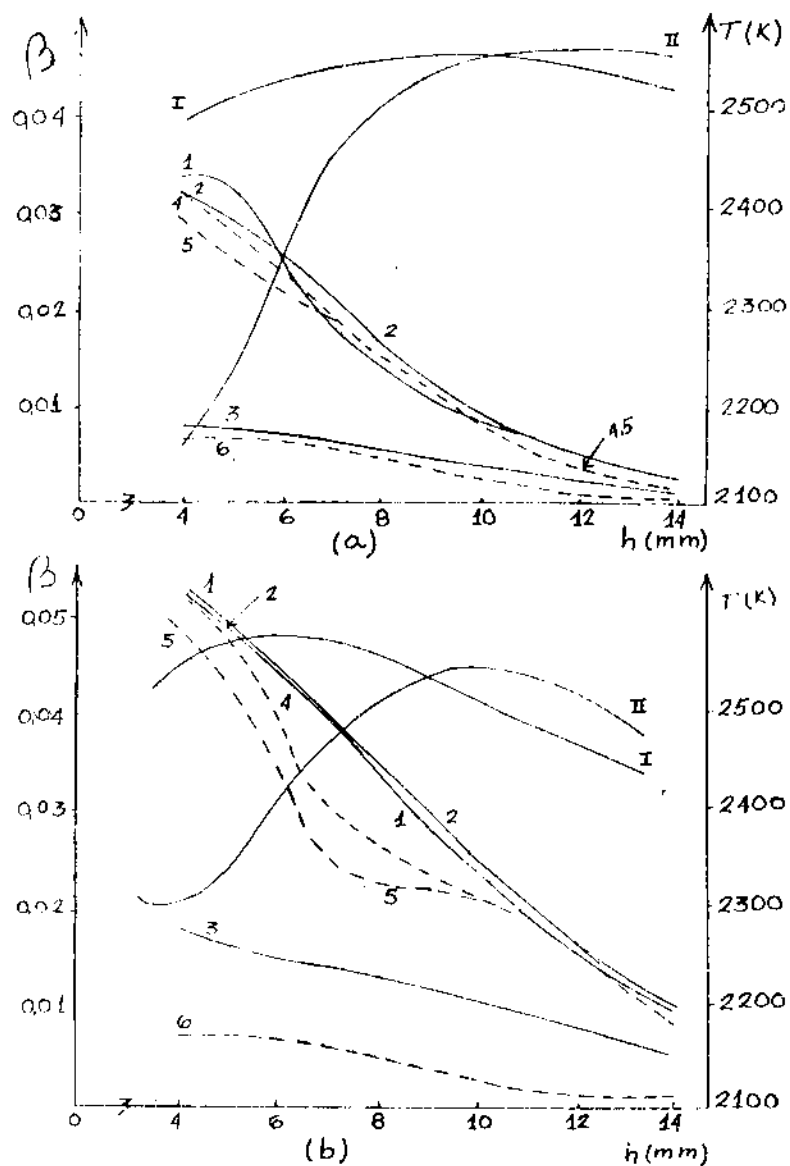 β T(K)
I II
0,04 2500
1
2
0,03 4 2400
5
0,02 2 2300
0,01 3 4,5 2200
6
2100
0 3 4 6 8 10 12 14
(a) h (mm)
β 1 T(K)
2
0,05
5
4
0,04 II 2500
I
0,03 1 2 2400
0,02 5 2300
3
0,01 2200
6
2100
0 3 4 6 8 10 12 14
(b) h (mm)